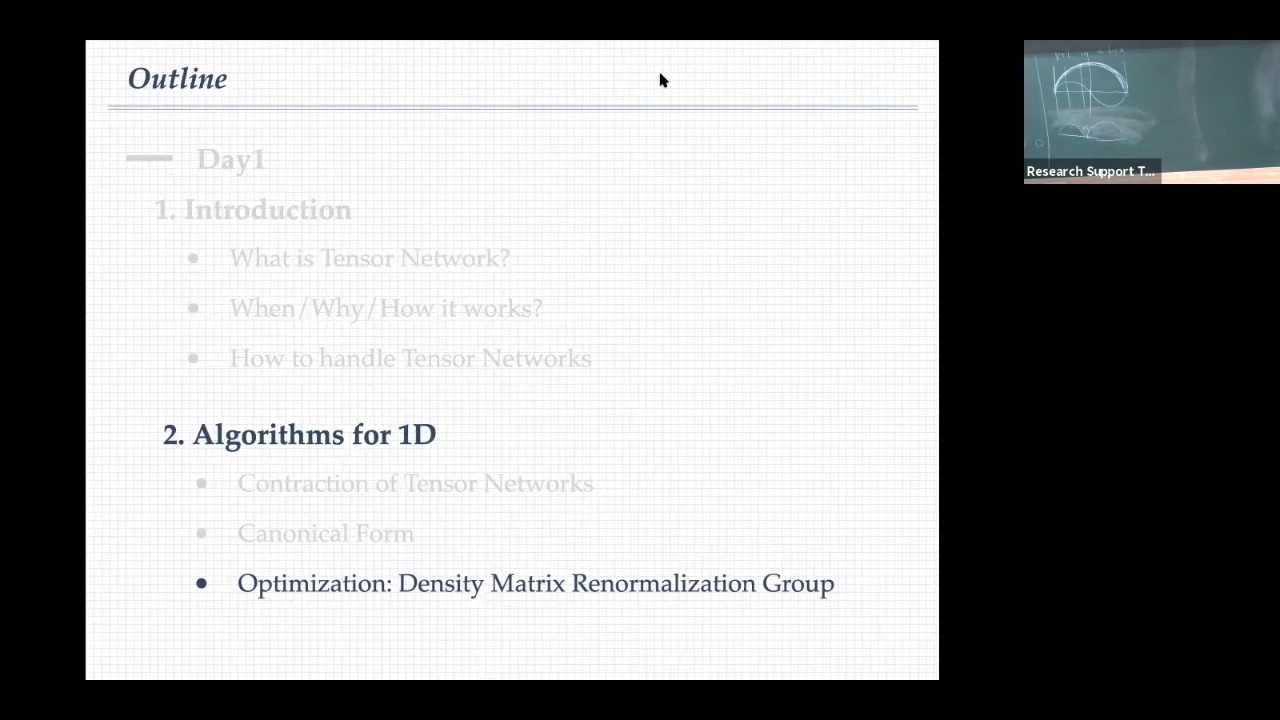 Outline
Day1
1. Introduction
• What is Tensor Network?
• When/Why/How it works?
• How to handle Tensor Networks
2. Algorithms for 1D
• Contraction of Tensor Networks
• Canonical Form
• Optimization: Density Matrix Renormalization Group
Research Support T...